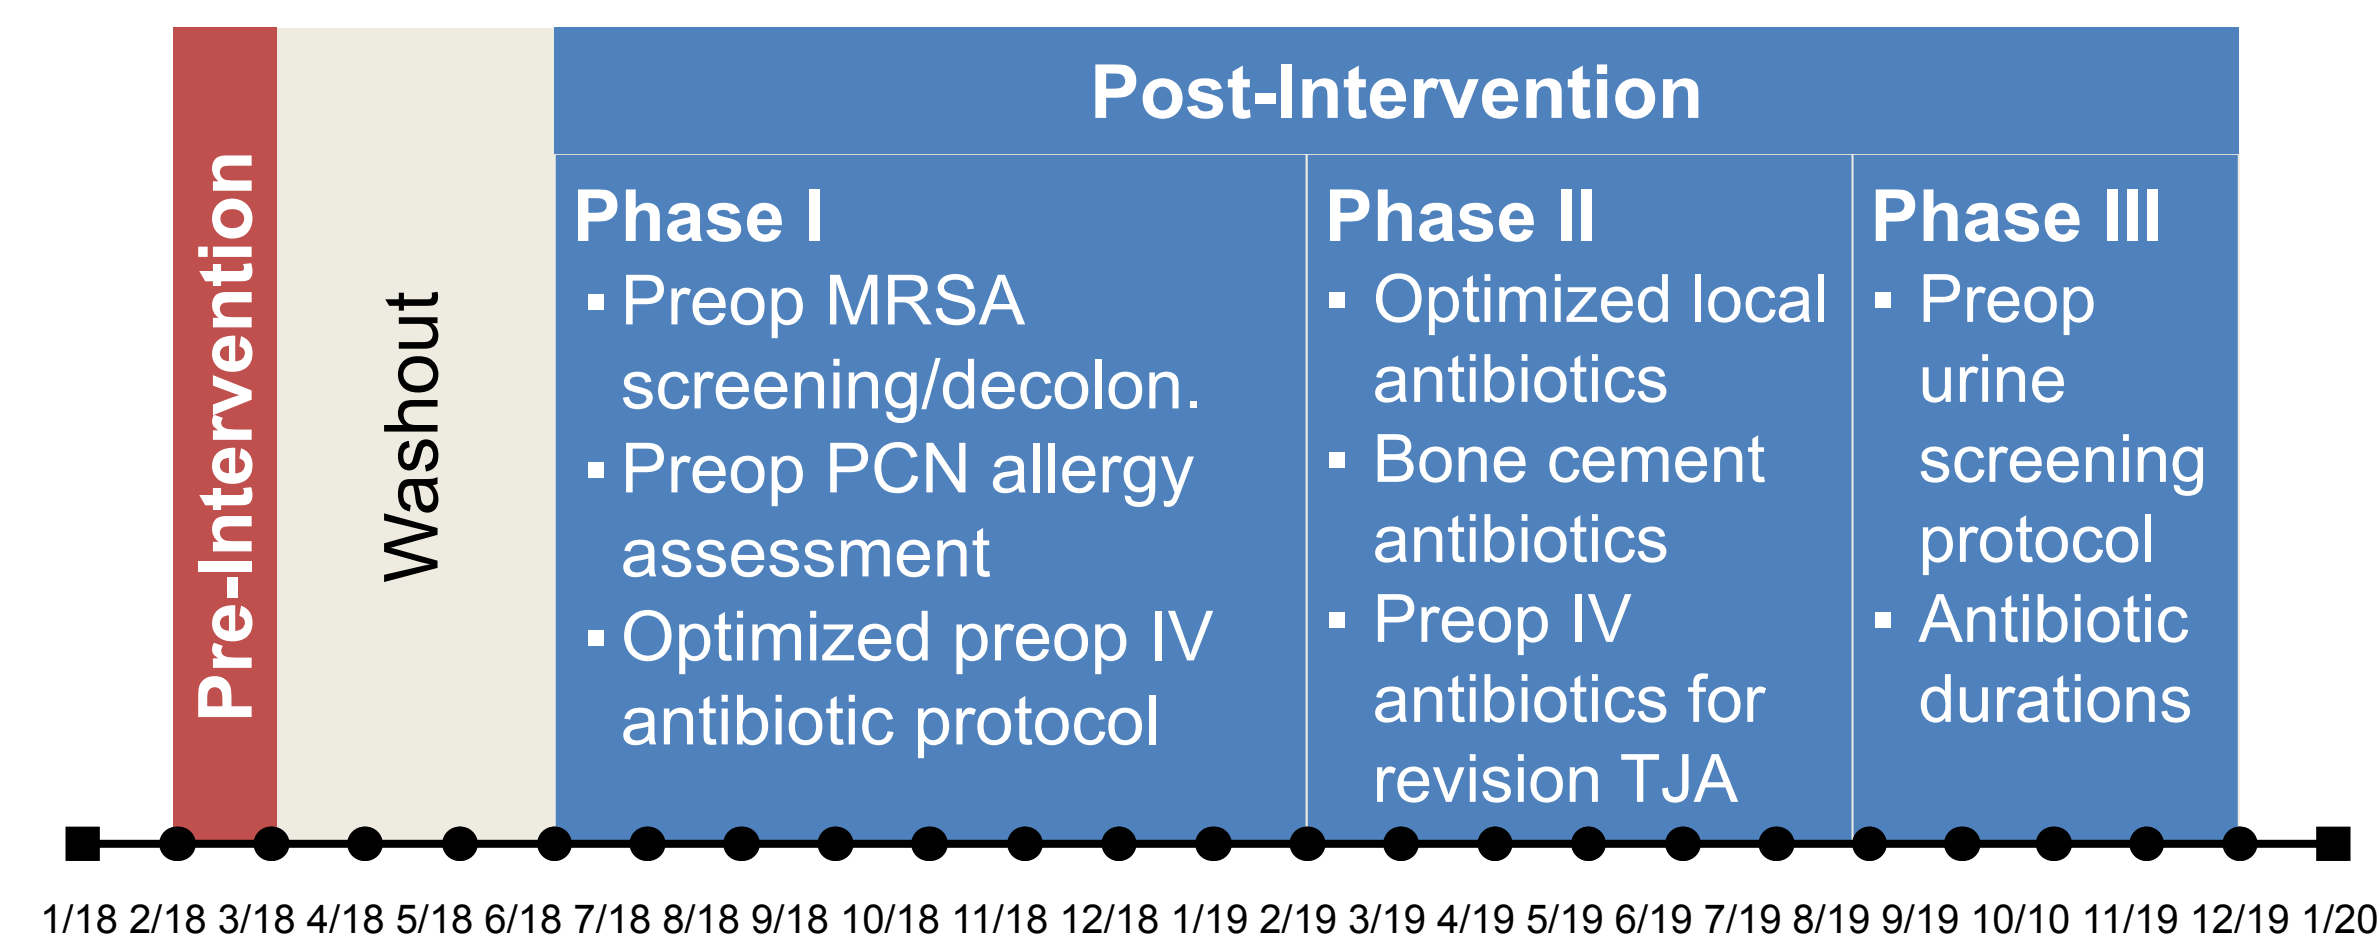 Pre-Intervention
Washout
Post-Intervention
Phase I
▪ Preop MRSA
screening/decolon.
▪ Preop PCN allergy
assessment
▪ Optimized preop IV
antibiotic protocol
Phase II
▪ Optimized local
antibiotics
▪ Bone cement
antibiotics
▪ Preop IV
antibiotics for
revision TJA
Phase III
▪ Preop
urine
screening
protocol
▪ Antibiotic
durations
1/18 2/18 3/18 4/18 5/18 6/18 7/18 8/18 9/18 10/18 11/18 12/18 1/19 2/19 3/19 4/19 5/19 6/19 7/19 8/19 9/19 10/10 11/19 12/19 1/20